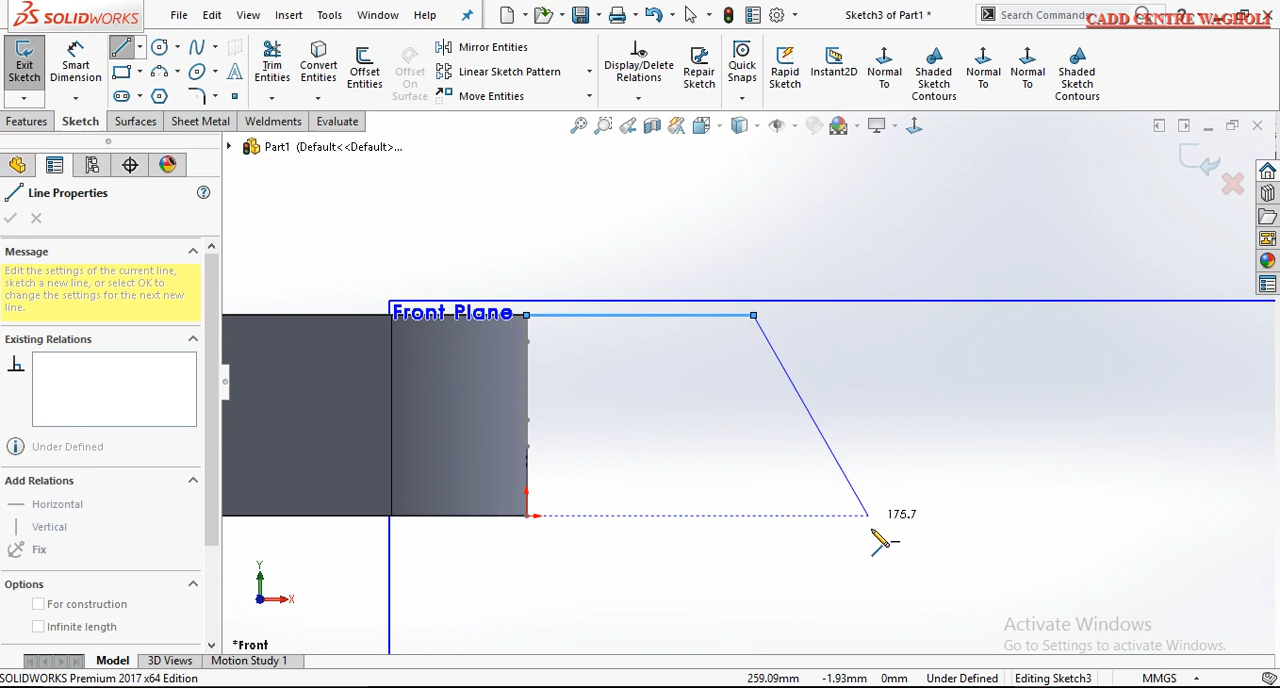 SOLIDWORKS
File Edit View Insert Tools Window Help
Sketch3 of Part1 *
Search Commands
CADD CENTRE WAGHOLI
Exit Sketch
Smart Dimension
Trim Entities
Convert Entities
Offset Entities
Offset On Surface
Mirror Entities
Linear Sketch Pattern
Move Entities
Display/Delete Relations
Repair Sketch
Quick Snaps
Rapid Sketch
Instant2D
Normal To
Shaded Sketch Contours
Normal To
Normal To
Shaded Sketch Contours
Features Sketch Surfaces Sheet Metal Weldments Evaluate
Part1 (Default<<Default>...
Line Properties
Message
Edit the settings of the current line,
sketch a new line, or select OK to
change the settings for the next new
line.
Existing Relations
Under Defined
Add Relations
Horizontal
Vertical
Fix
Options
For construction
Infinite length
Front Plane
175.7
Y
X
*Front
Activate Windows
Go to Settings to activate Windows.
Model 3D Views Motion Study 1
SOLIDWORKS Premium 2017 x64 Edition
259.09mm -1.93mm 0mm Under Defined Editing Sketch3 MMGS